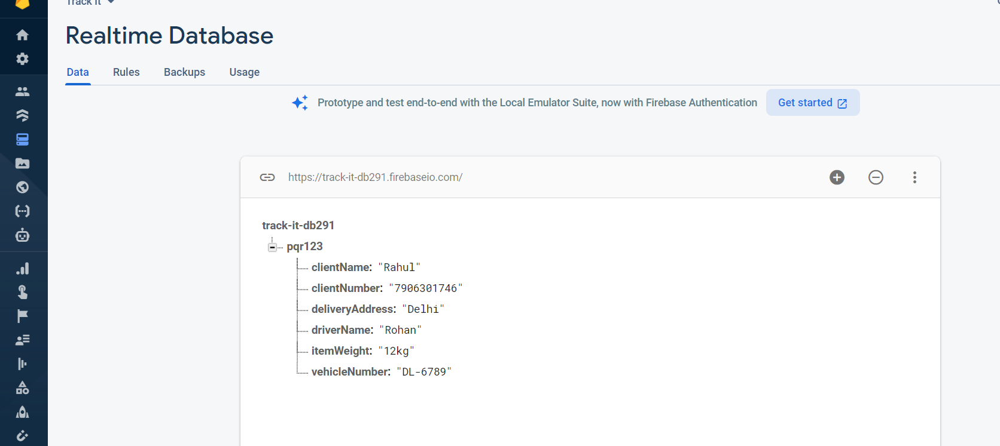 Track It
Realtime Database
Data Rules Backups Usage
Prototype and test end-to-end with the Local Emulator Suite, now with Firebase Authentication Get started
https://track-it-db291.firebaseio.com/
track-it-db291
pqr123
clientName: "Rahul"
clientNumber: "7906301746"
deliveryAddress: "Delhi"
driverName: "Rohan"
itemWeight: "12kg"
vehicleNumber: "DL-6789"